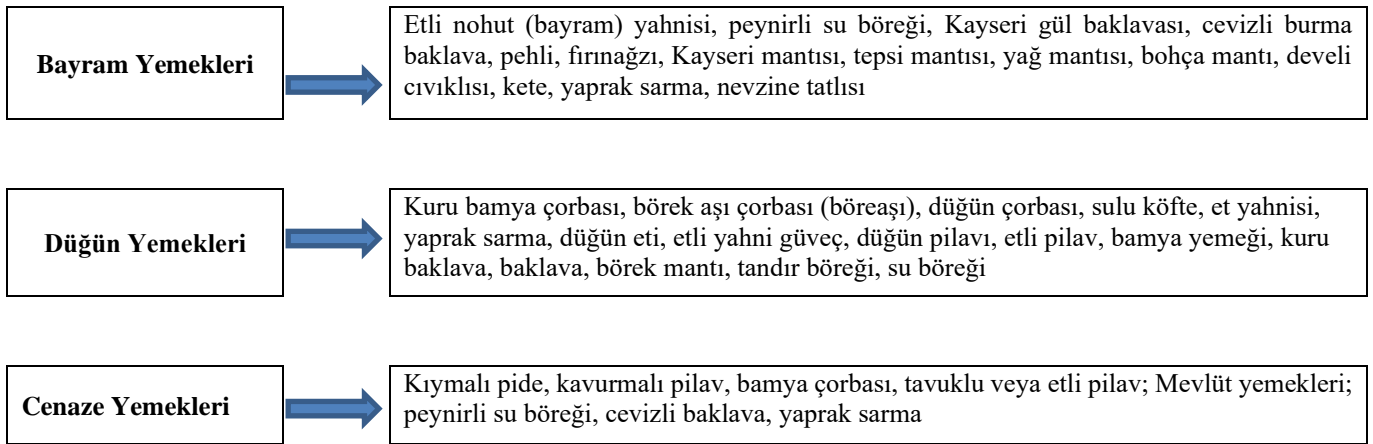 Bayram Yemekleri
Etli nohut (bayram) yahnisi, peynirli su böreği, Kayseri gül baklavası, cevizli burma
baklava, pehli, fırınağzı, Kayseri mantısı, tepsi mantısı, yağ mantısı, bohça mantı, develi
cıvıklısı, kete, yaprak sarma, nevzine tatlısı
Düğün Yemekleri
Kuru bamya çorbası, börek aşı çorbası (böreaşı), düğün çorbası, sulu köfte, et yahnisi,
yaprak sarma, düğün eti, etli yahni güveç, düğün pilavı, etli pilav, bamya yemeği, kuru
baklava, baklava, börek mantı, tandır böreği, su böreği
Cenaze Yemekleri
Kıymalı pide, kavurmalı pilav, bamya çorbası, tavuklu veya etli pilav; Mevlüt yemekleri;
peynirli su böreği, cevizli baklava, yaprak sarma